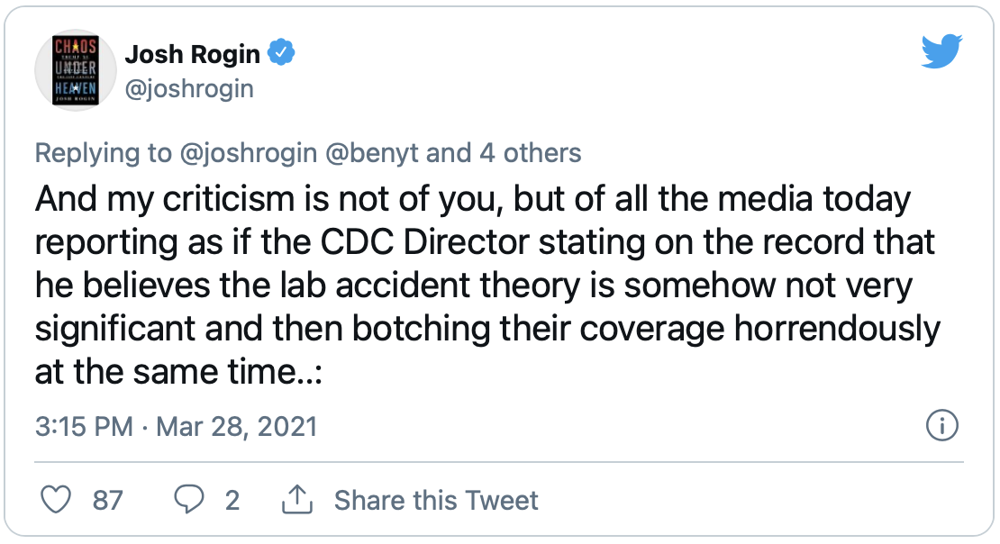 CHAOS
UNDER
HEAVEN
JOSH ROGIN
Josh Rogin
@joshrogin
Replying to @joshrogin @benyt and 4 others
And my criticism is not of you, but of all the media today
reporting as if the CDC Director stating on the record that
he believes the lab accident theory is somehow not very
significant and then botching their coverage horrendously
at the same time..:
3:15 PM · Mar 28, 2021
87
2
Share this Tweet